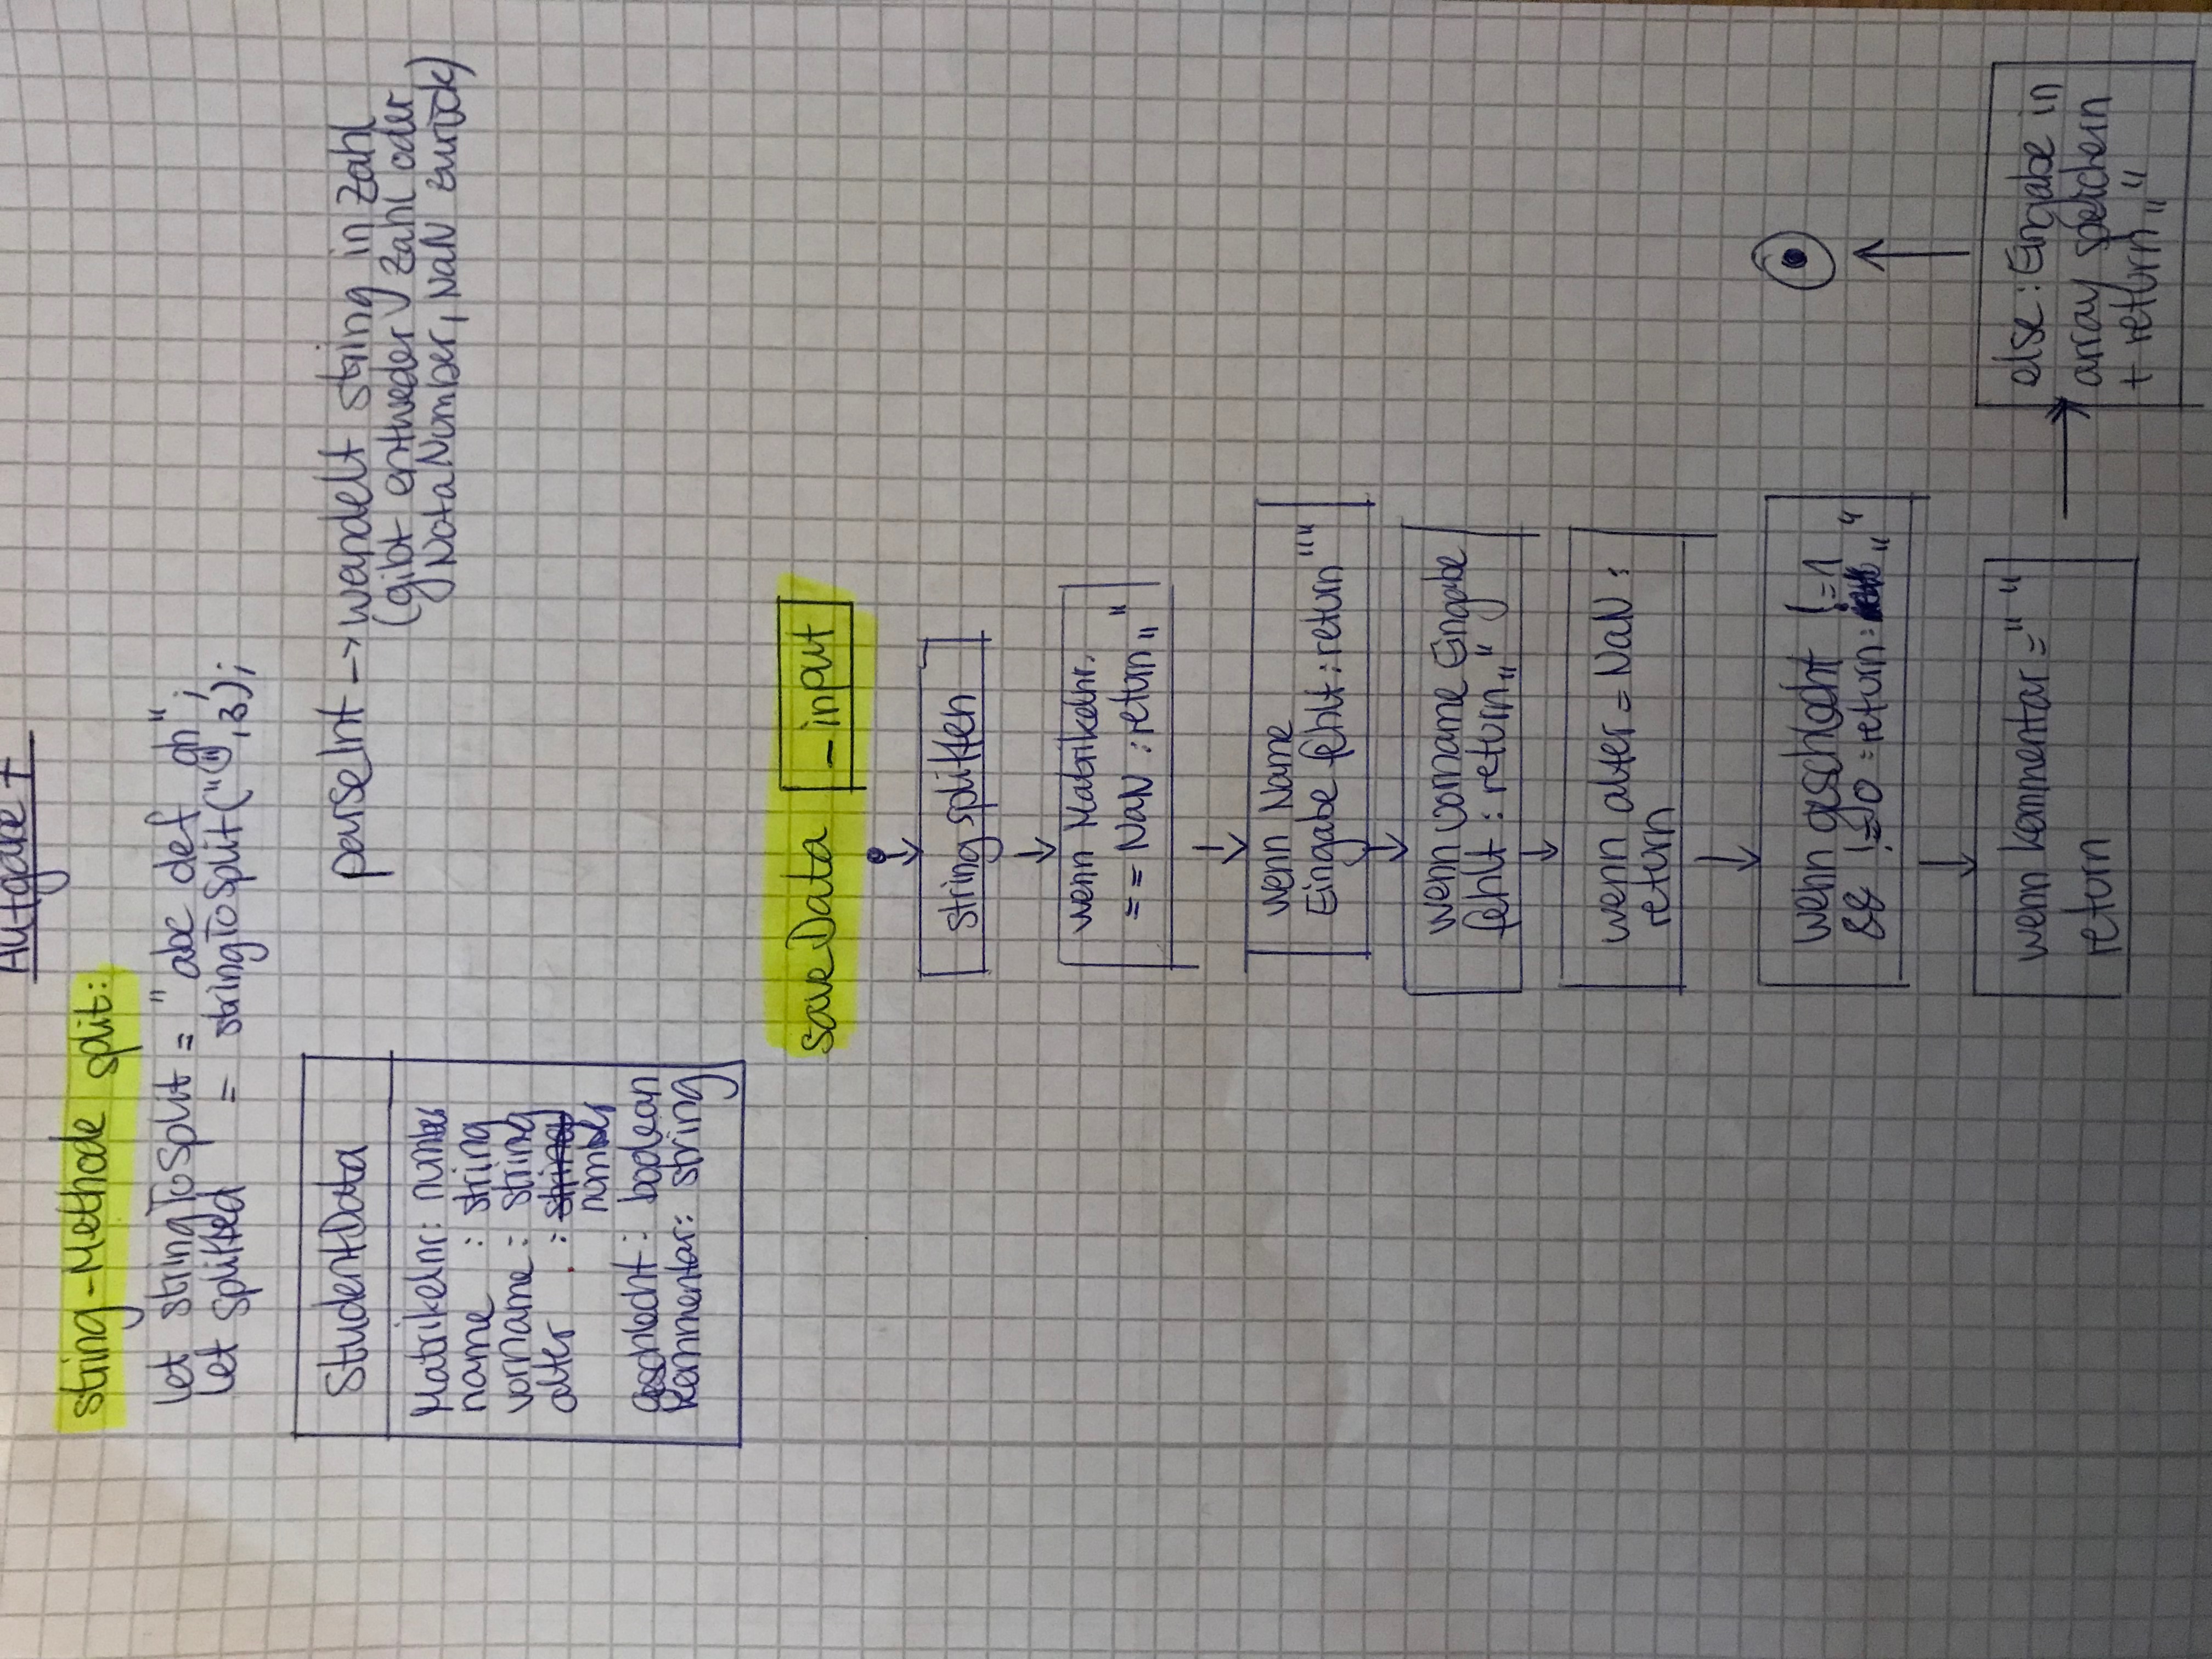 Aufgabe 7
string-Methode split:
let stringToSplit = "abc def gh";
let splitted = stringToSplit(" ",3);
StudentData
Matrikelnr: number
name : string
vorname : string
alter : string
number
geschlecht: boolean
kommentar: string
parseInt -> wandelt string in Zahl
(gibt entweder Zahl oder
NotaNumber, NaN zurück)
saveData _input
string splitten
wenn Matrikelnr.
== NaN : return „“
wenn Name
Eingabe fehlt : return ""
wenn Vorname Eingabe
fehlt : return „“
wenn alter = NaN :
return
wenn geschlecht != 1
&& != 0 : return : „“
wenn kommentar = " "
return
else : Eingabe in
array speichern
+ return „“